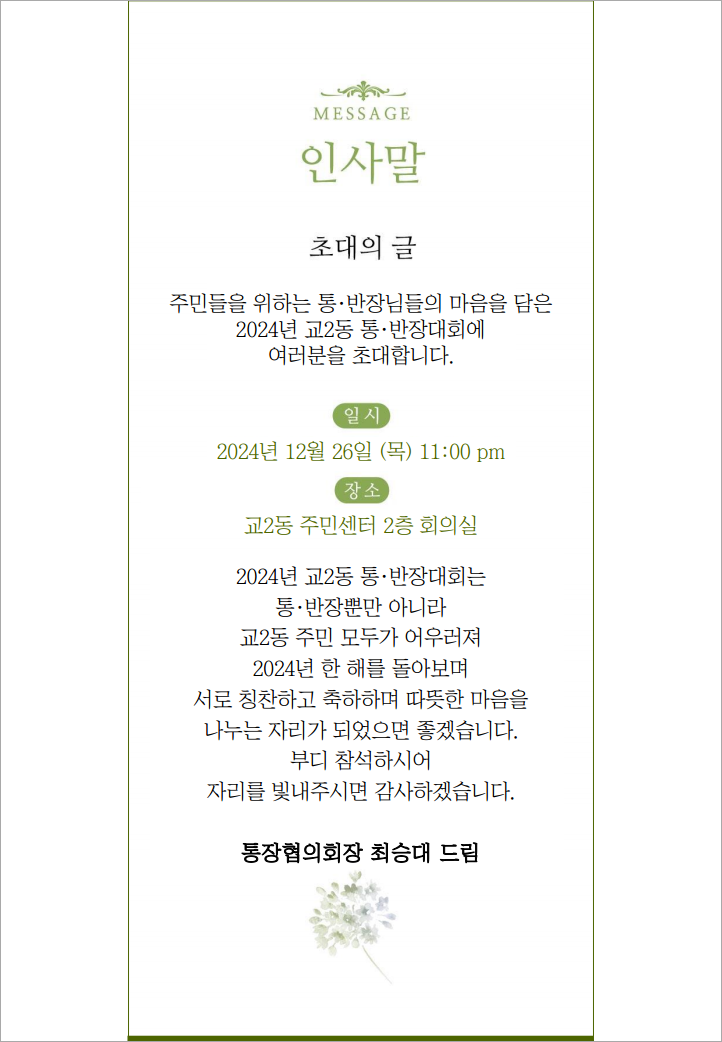 MESSAGE
인사말
초대의 글
주민들을 위하는 통·반장님들의 마음을 담은
2024년 교2동 통·반장대회에
여러분을 초대합니다.
일시
2024년 12월 26일 (목) 11:00 pm
장소
교2동 주민센터 2층 회의실
2024년 교2동 통·반장대회는
통·반장뿐만 아니라
교2동 주민 모두가 어우러져
2024년 한 해를 돌아보며
서로 칭찬하고 축하하며 따뜻한 마음을
나누는 자리가 되었으면 좋겠습니다.
부디 참석하시어
자리를 빛내주시면 감사하겠습니다.
통장협의회장 최승대 드림